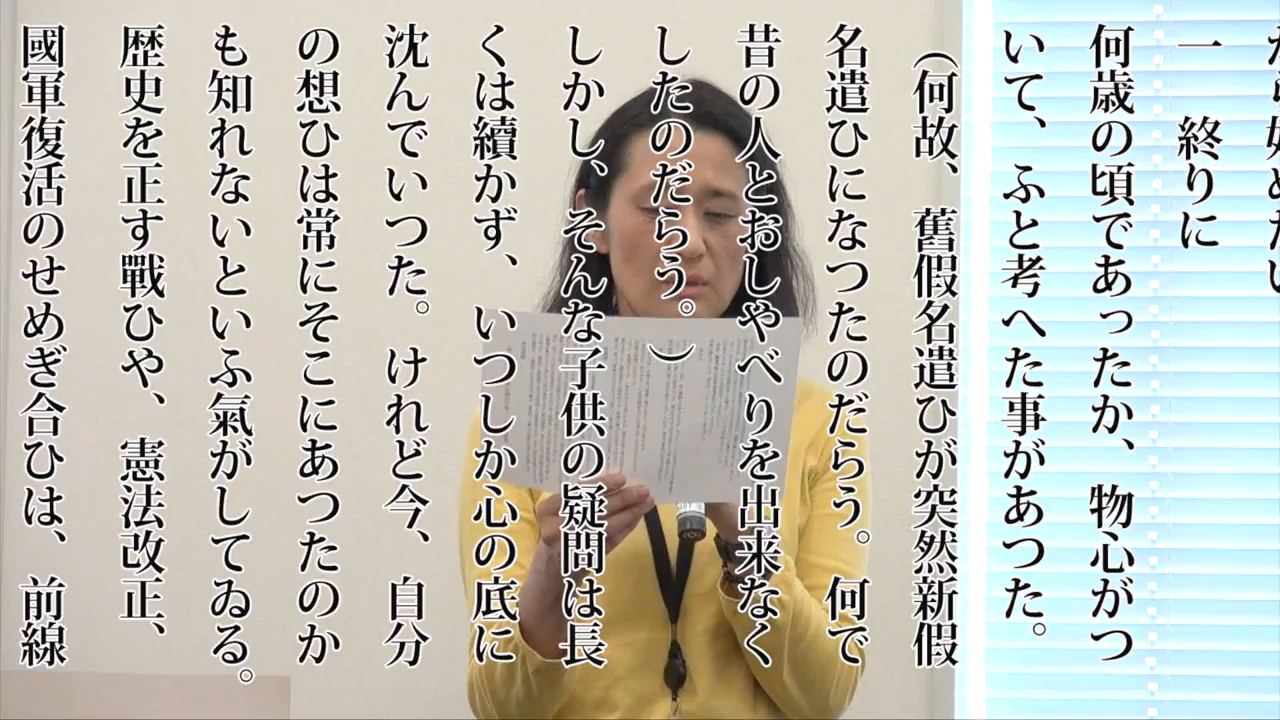 から始めたい
一 終りに
何歳の頃であったか、物心がつ
いて、ふと考へた事があつた。
（何故、舊假名遣ひが突然新假
名遣ひになつたのだらう。何で
昔の人とおしやべりを出来なく
したのだらう。）
しかし、そんな子供の疑問は長
くは續かず、いつしか心の底に
沈んでいつた。けれど今、自分
の想ひは常にそこにあつたのか
も知れないといふ氣がしてゐる。
歴史を正す戰ひや、憲法改正、
國軍復活のせめぎ合ひは、前線